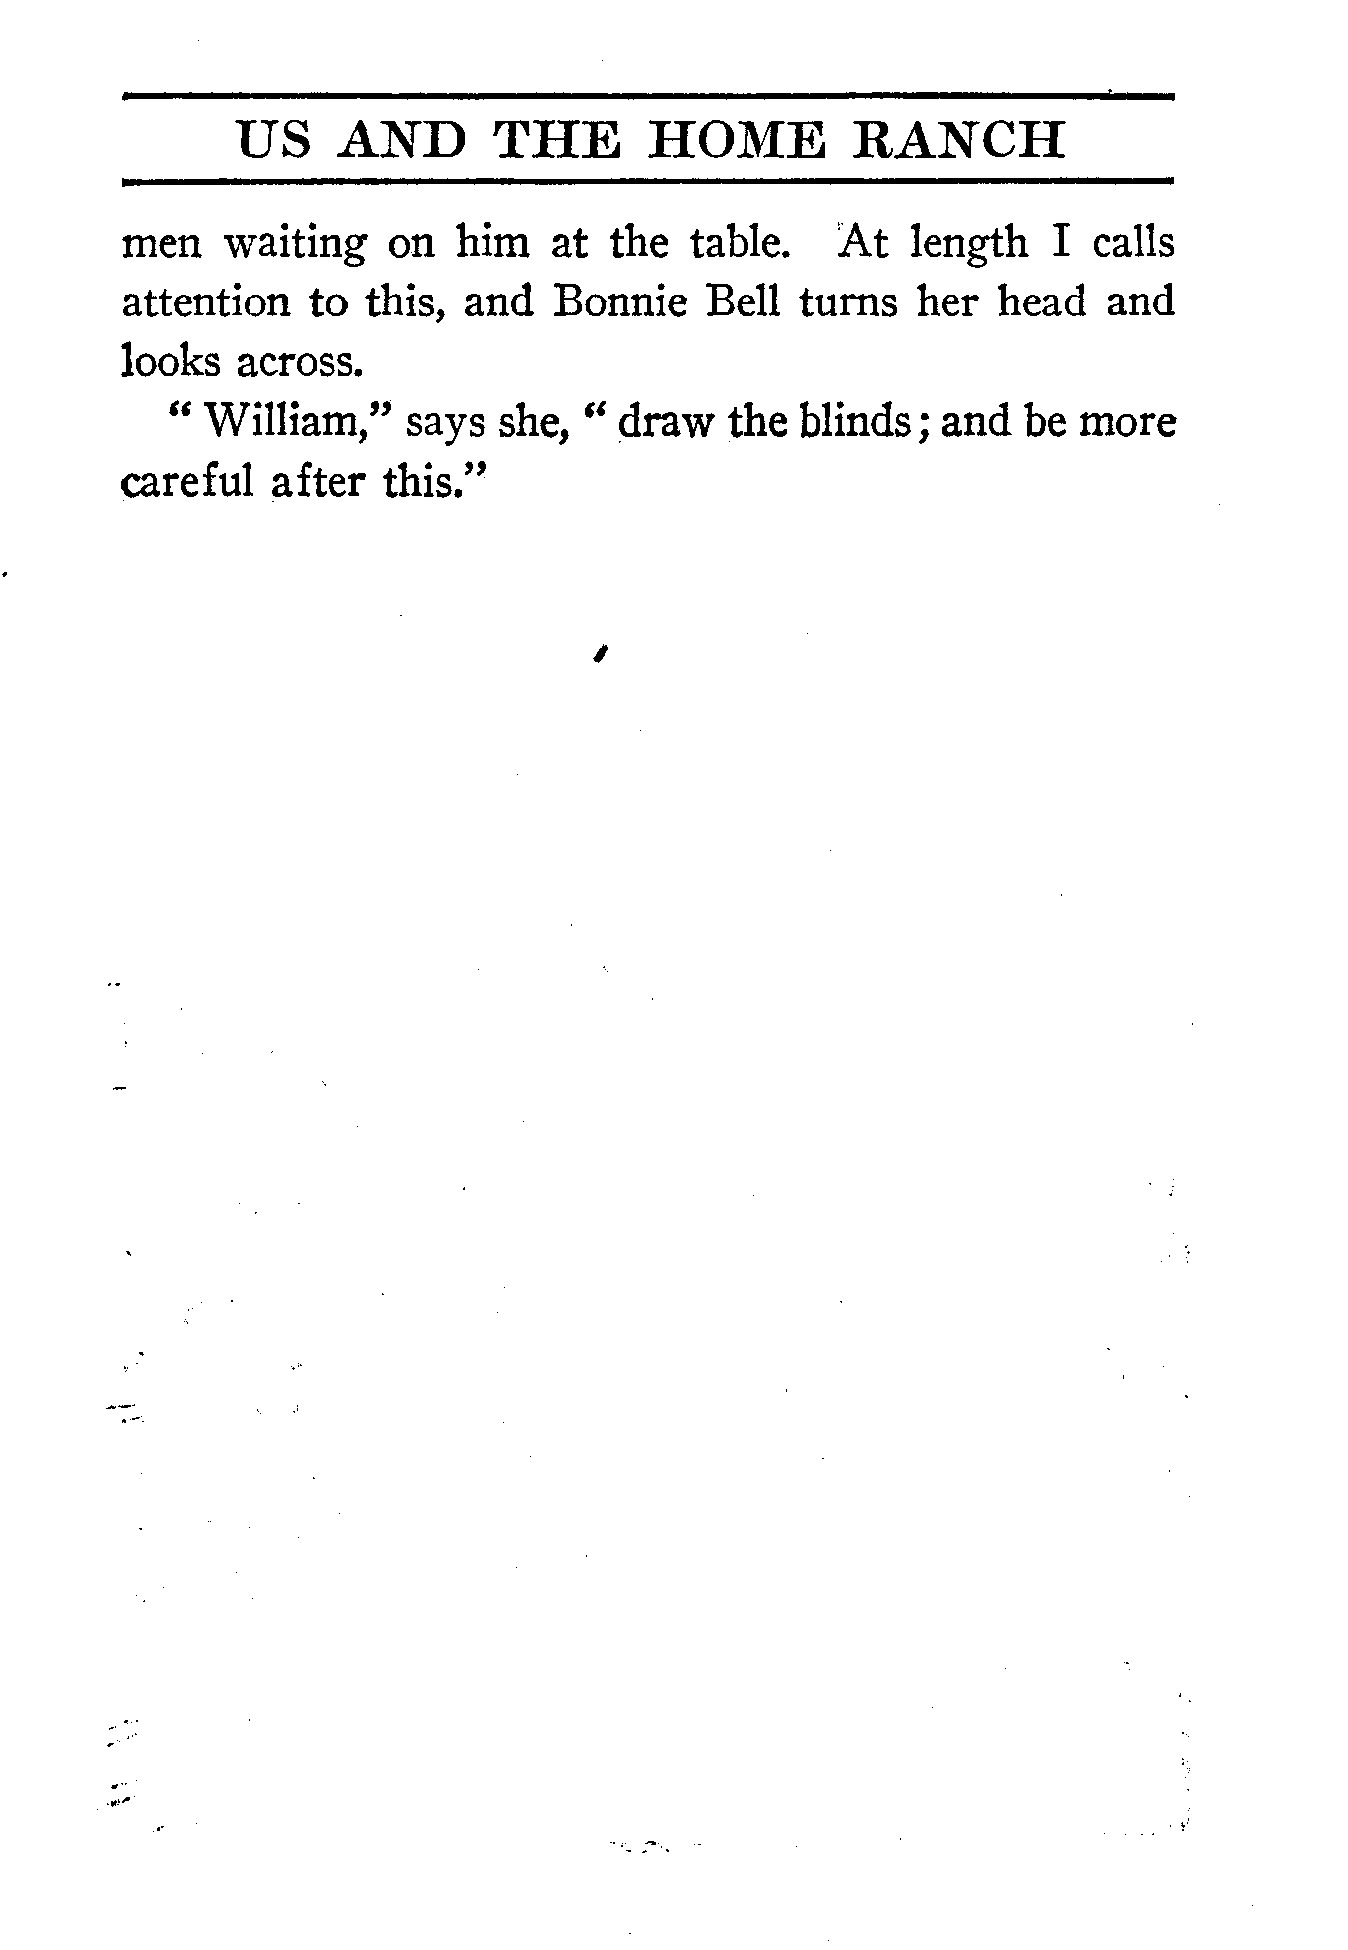 US AND THE HOME RANCH
men waiting on him at the table. At length I calls
attention to this, and Bonnie Bell turns her head and
looks across.
“ William,” says she, “ draw the blinds; and be more
careful after this.”